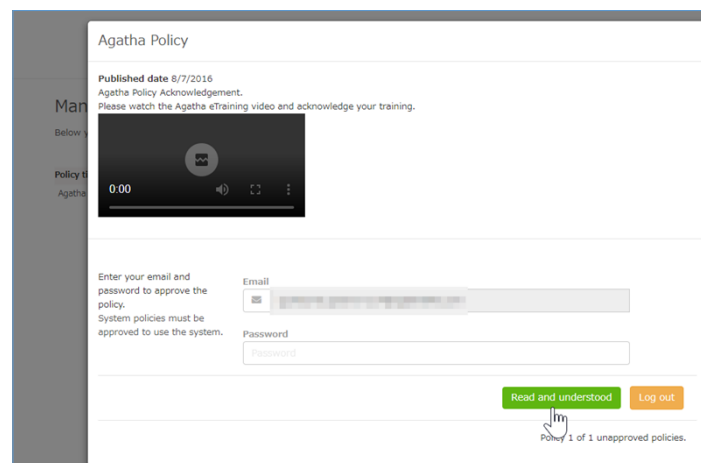 Agatha Policy
Published date 8/7/2016
Agatha Policy Acknowledgement.
Please watch the Agatha eTraining video and acknowledge your training.
Man
Below y
Policy ti
Agatha
0:00
Enter your email and
password to approve the
policy.
System policies must be
approved to use the system.
Email
Password
Password
Read and understood
Log out
Policy 1 of 1 unapproved policies.